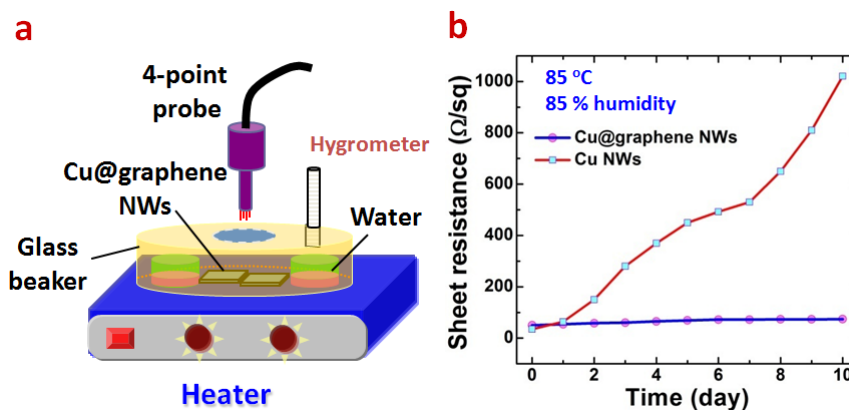 a
4-point
probe
Hygrometer
Cu@graphene
NWs
Water
Glass
beaker
Heater
b
85 °C
85 % humidity
Cu@graphene NWs
Cu NWs
Sheet resistance (Ω/sq)
1000
800
600
400
200
0
0 2 4 6 8 10
Time (day)